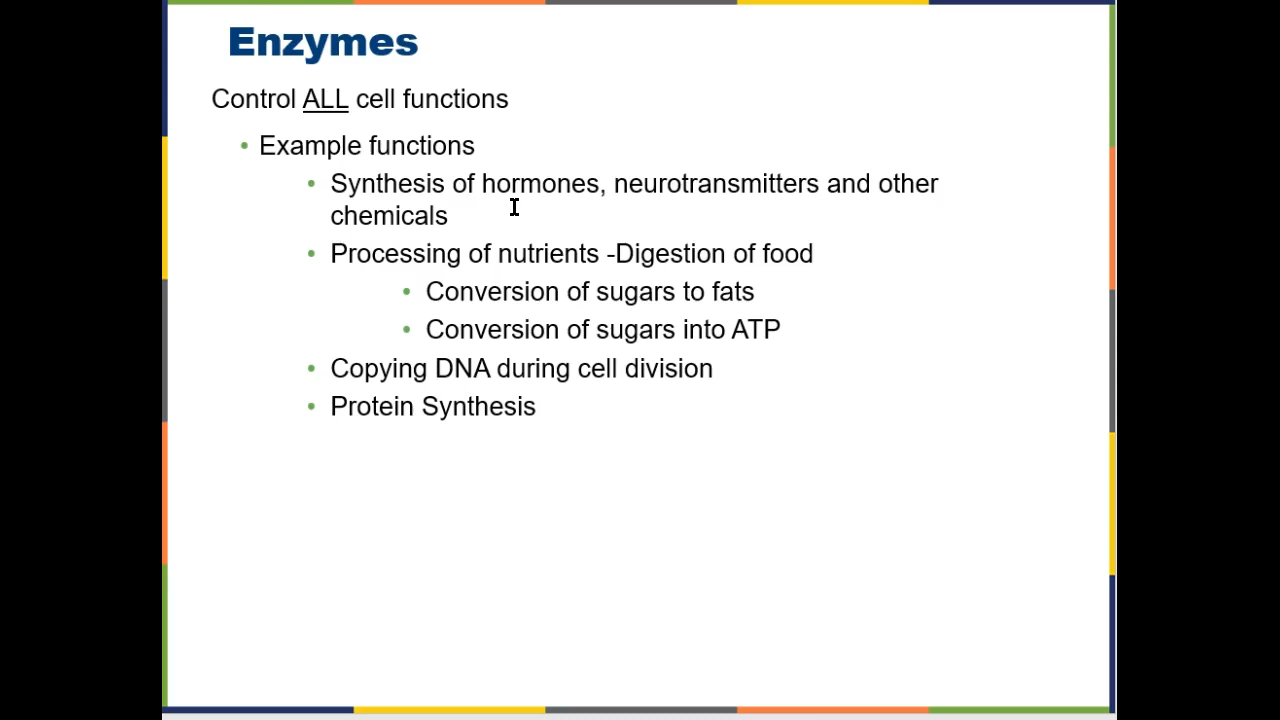 Enzymes
Control ALL cell functions
• Example functions
• Synthesis of hormones, neurotransmitters and other
chemicals
• Processing of nutrients -Digestion of food
• Conversion of sugars to fats
• Conversion of sugars into ATP
• Copying DNA during cell division
• Protein Synthesis